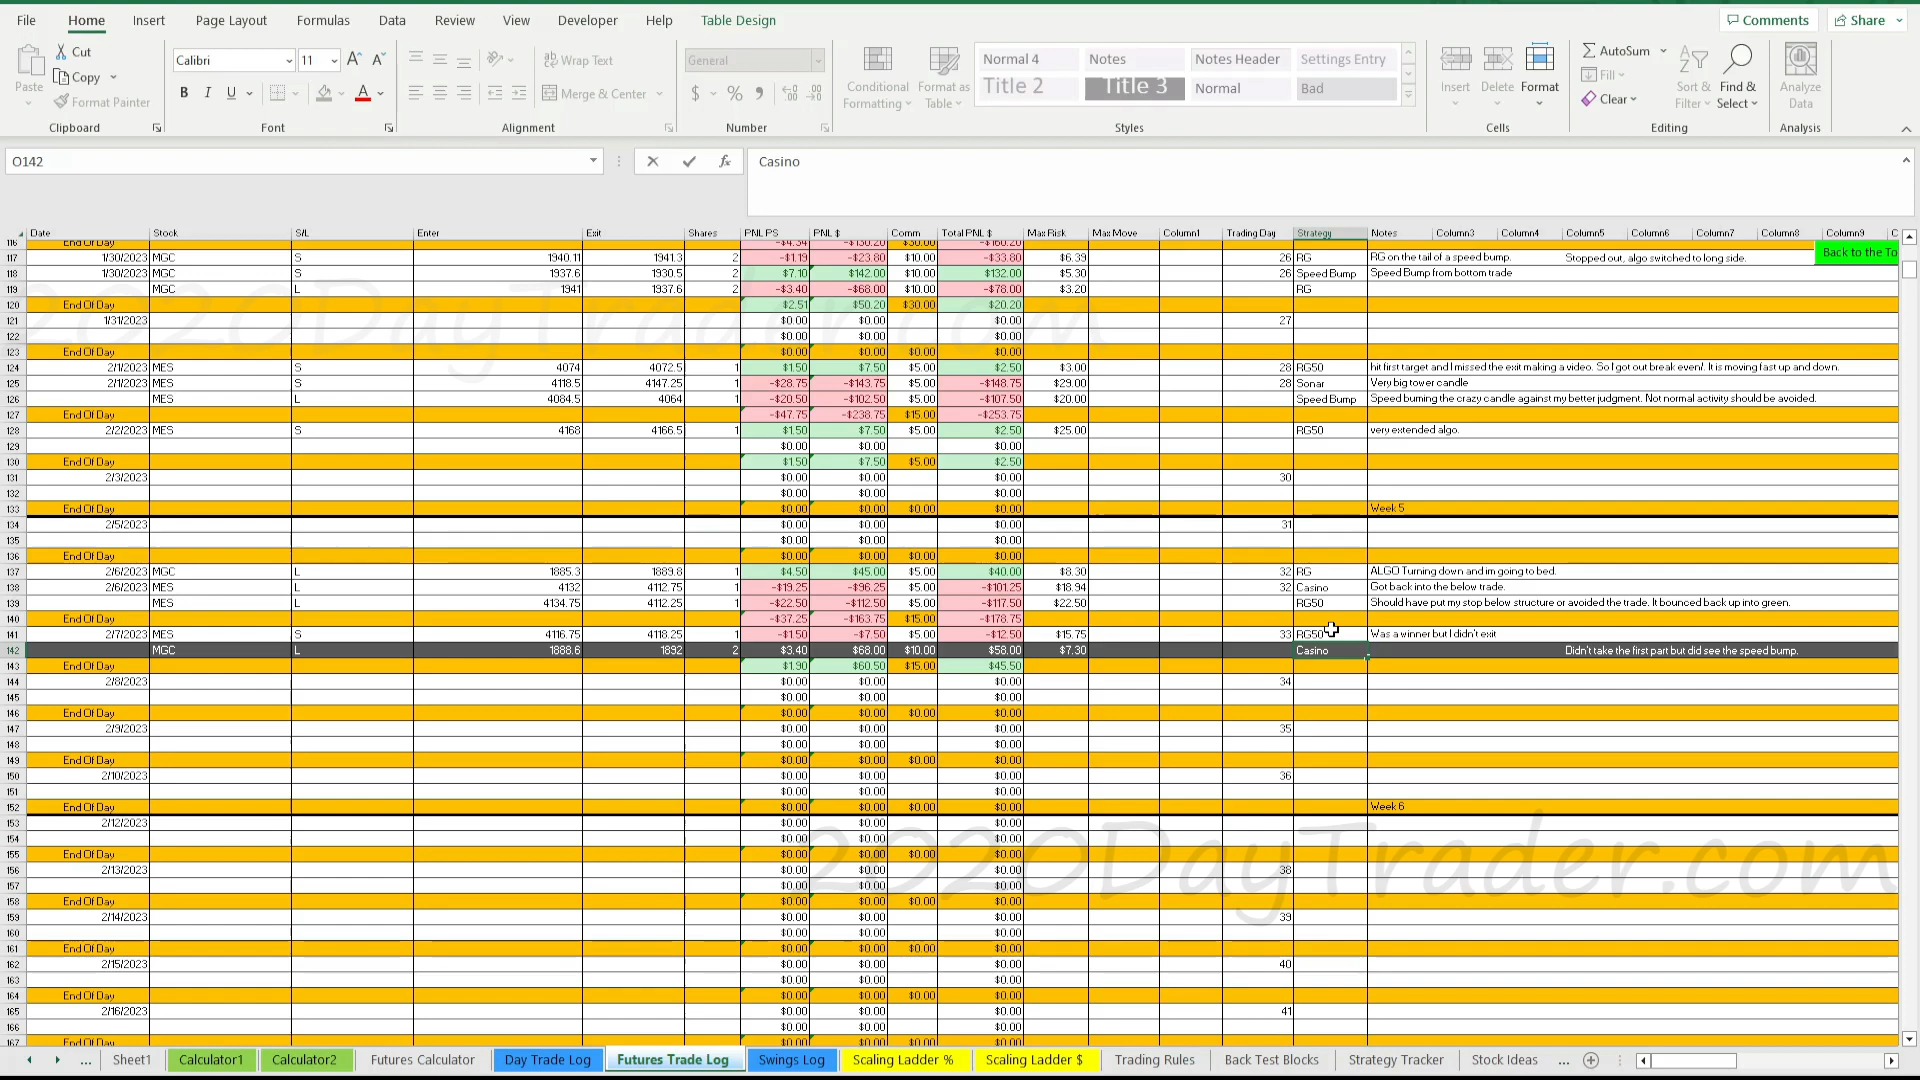 File Home Insert Page Layout Formulas Data Review View Developer Help Table Design Comments Share
Paste Cut Copy Format Painter Clipboard
Calibri 11 B I U Font
Wrap Text Merge & Center Alignment
General $ % Number
Conditional Formatting Format as Table
Normal 4 Notes Notes Header Settings Entry
Title 2 Title 3 Normal Bad
Styles
Insert Delete Format Cells
AutoSum Fill Clear Sort & Filter Find & Select Editing
Analyze Data Analysis
O142 fx Casino
Date Stock S/L Enter Exit Shares PNL PS PNL $ Comm Total PNL $ Max Risk Max Move Column1 Trading Day Strategy Notes Column3 Column4 Column5 Column6 Column7 Column8 Column9 C
116 End Of Day -$4.34 -$130.20 $30.00 -$160.20
Back to the To
117 1/30/2023 MGC S 1940.11 1941.3 2 -$1.19 -$23.80 $10.00 -$33.80 $6.39 26 RG RG on the tail of a speed bump. Stopped out, algo switched to long side.
118 1/30/2023 MGC S 1937.6 1930.5 2 $7.10 $142.00 $10.00 $132.00 $5.30 26 Speed Bump Speed Bump from bottom trade
119 MGC L 1941 1937.6 2 -$3.40 -$68.00 $10.00 -$78.00 $3.20 RG
120 End Of Day $2.51 $50.20 $30.00 $20.20
121 1/31/2023 $0.00 $0.00 $0.00 27
122 $0.00 $0.00 $0.00
123 End Of Day $0.00 $0.00 $0.00 $0.00
124 2/1/2023 MES S 4074 4072.5 1 $1.50 $7.50 $5.00 $2.50 $3.00 28 RG50 hit first target and I missed the exit making a video. So I got out break even/. It is moving fast up and down.
125 2/1/2023 MES S 4118.5 4147.25 1 -$28.75 -$143.75 $5.00 -$148.75 $29.00 28 Sonar Very big tower candle
126 MES L 4084.5 4064 1 -$20.50 -$102.50 $5.00 -$107.50 $20.00 Speed Bump Speed buming the crazy candle against my better judgment. Not normal activity should be avoided.
127 End Of Day -$47.75 -$238.75 $15.00 -$253.75
128 2/2/2023 MES S 4168 4166.5 1 $1.50 $7.50 $5.00 $2.50 $25.00 RG50 very extended algo.
129 $0.00 $0.00 $0.00
130 End Of Day $1.50 $7.50 $5.00 $2.50
131 2/3/2023 $0.00 $0.00 $0.00 30
132 $0.00 $0.00 $0.00
133 End Of Day $0.00 $0.00 $0.00 $0.00 Week 5
134 2/5/2023 $0.00 $0.00 $0.00 31
135 $0.00 $0.00 $0.00
136 End Of Day $0.00 $0.00 $0.00 $0.00
137 2/6/2023 MGC L 1885.3 1889.8 1 $4.50 $45.00 $5.00 $40.00 $8.30 32 RG ALGO Turning down and im going to bed.
138 2/6/2023 MES L 4132 4112.75 1 -$19.25 -$96.25 $5.00 -$101.25 $18.94 32 Casino Got back into the below trade.
139 MES L 4134.75 4112.25 1 -$22.50 -$112.50 $5.00 -$117.50 $22.50 RG50 Should have put my stop below structure or avoided the trade. It bounced back up into green.
140 End Of Day -$37.25 -$163.75 $15.00 -$178.75
141 2/7/2023 MES S 4116.75 4118.25 1 -$1.50 -$7.50 $5.00 -$12.50 $15.75 33 RG50 Was a winner but I didn't exit
142 MGC L 1888.6 1892 2 $3.40 $68.00 $10.00 $58.00 $7.30 Casino Didn't take the first part but did see the speed bump.
143 End Of Day $1.90 $60.50 $15.00 $45.50
144 2/8/2023 $0.00 $0.00 $0.00 34
145 $0.00 $0.00 $0.00
146 End Of Day $0.00 $0.00 $0.00 $0.00
147 2/9/2023 $0.00 $0.00 $0.00 35
148 $0.00 $0.00 $0.00
149 End Of Day $0.00 $0.00 $0.00 $0.00
150 2/10/2023 $0.00 $0.00 $0.00 36
151 $0.00 $0.00 $0.00
152 End Of Day $0.00 $0.00 $0.00 $0.00 Week 6
153 2/12/2023 $0.00 $0.00 $0.00
154 $0.00 $0.00 $0.00
155 End Of Day $0.00 $0.00 $0.00 $0.00
156 2/13/2023 $0.00 $0.00 $0.00 38
157 $0.00 $0.00 $0.00
158 End Of Day $0.00 $0.00 $0.00 $0.00
159 2/14/2023 $0.00 $0.00 $0.00 39
160 $0.00 $0.00 $0.00
161 End Of Day $0.00 $0.00 $0.00 $0.00
162 2/15/2023 $0.00 $0.00 $0.00 40
163 $0.00 $0.00 $0.00
164 End Of Day $0.00 $0.00 $0.00 $0.00
165 2/16/2023 $0.00 $0.00 $0.00 41
166 $0.00 $0.00 $0.00
167 End Of Day $0.00 $0.00 $0.00 $0.00
2020DayTrader.com
2020DayTrader.com
... Sheet1 Calculator1 Calculator2 Futures Calculator Day Trade Log Futures Trade Log Swings Log Scaling Ladder % Scaling Ladder $ Trading Rules Back Test Blocks Strategy Tracker Stock Ideas ...